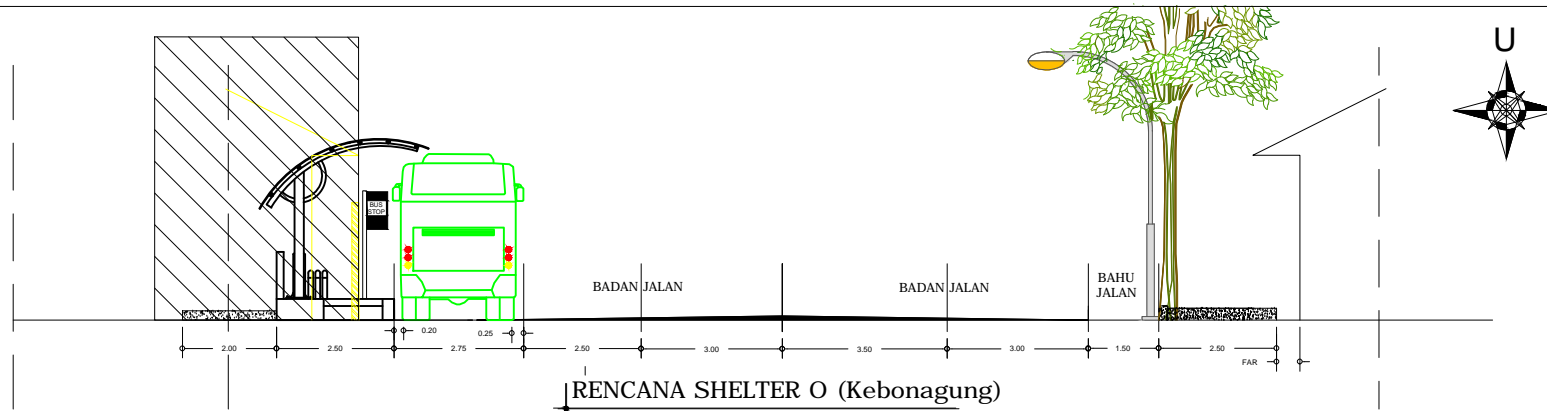 U
BUS
STOP
BADAN JALAN
BADAN JALAN
BAHU
JALAN
0.20
0.25
2.00
2.50
2.75
2.50
3.00
3.50
3.00
1.50
2.50
FAR
RENCANA SHELTER O (Kebonagung)